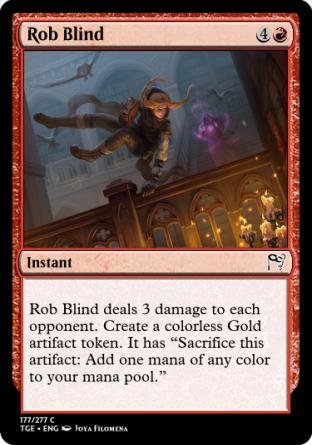 Rob Blind 4
Instant
Rob Blind deals 3 damage to each
opponent. Create a colorless Gold
artifact token. It has “Sacrifice this
artifact: Add one mana of any color
to your mana pool.”
177/277 C
TGE • ENG Joya Filomena